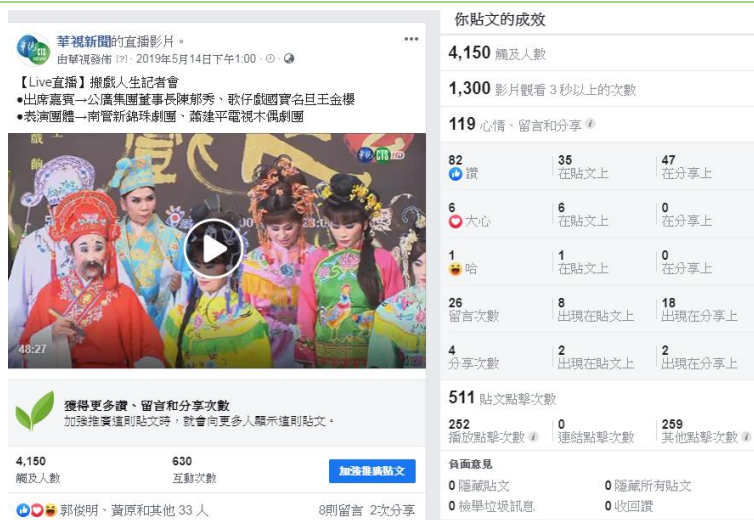 華視新聞的直播影片。
由華視發佈 [?] · 2019年5月14日下午1:00 ·
【Live直播】搬戲人生記者會
●出席嘉賓→公廣集團董事長陳郁秀、歌仔戲國寶名旦王金櫻
●表演團體→南管新錦珠劇團、蕭建平電視木偶劇團
華視 CTS HD
48:27
獲得更多讚、留言和分享次數
加強推廣這則貼文時，就會向更多人顯示這則貼文。
4,150
觸及人數
630
互動次數
加強推廣貼文
郭俊明、黃原和其他 33 人
8則留言 2次分享
你貼文的成效
4,150 觸及人數
1,300 影片觀看 3 秒以上的次數
119 心情、留言和分享
82 讚
35 在貼文上
47 在分享上
6 大心
6 在貼文上
0 在分享上
1 哈
1 在貼文上
0 在分享上
26 留言次數
8 出現在貼文上
18 出現在分享上
4 分享次數
2 出現在貼文上
2 出現在分享上
511 貼文點擊次數
252 播放點擊次數
0 連結點擊次數
259 其他點擊次數
負面意見
0 隱藏貼文
0 隱藏所有貼文
0 檢舉垃圾訊息
0 收回讚